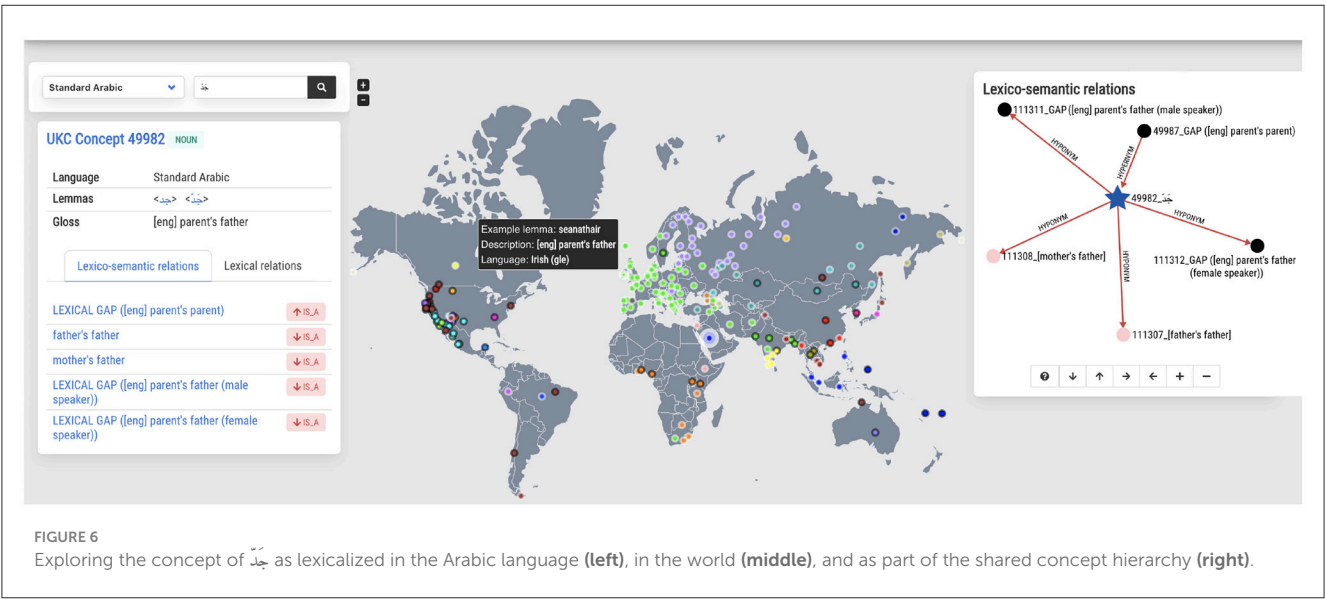 Standard Arabic
جَدّ
UKC Concept 49982 NOUN
Language Standard Arabic
Lemmas <جد> <جَدّ>
Gloss [eng] parent's father
Lexico-semantic relations Lexical relations
LEXICAL GAP ([eng] parent's parent) ↑ IS_A
father's father ↓ IS_A
mother's father ↓ IS_A
LEXICAL GAP ([eng] parent's father (male
speaker)) ↓ IS_A
LEXICAL GAP ([eng] parent's father (female
speaker)) ↓ IS_A
+
−
Example lemma: seanathair
Description: [eng] parent's father
Language: Irish (gle)
Lexico-semantic relations
111311_GAP ([eng] parent's father (male speaker))
49987_GAP ([eng] parent's parent)
HYPONYM
HYPERNYM
49982_جَدّ
HYPONYM
HYPONYM
HYPONYM
111308_[mother's father]
111312_GAP ([eng] parent's father
(female speaker))
111307_[father's father]
? ↓ ↑ → ← + −
FIGURE 6
Exploring the concept of جَدّ as lexicalized in the Arabic language (left), in the world (middle), and as part of the shared concept hierarchy (right).